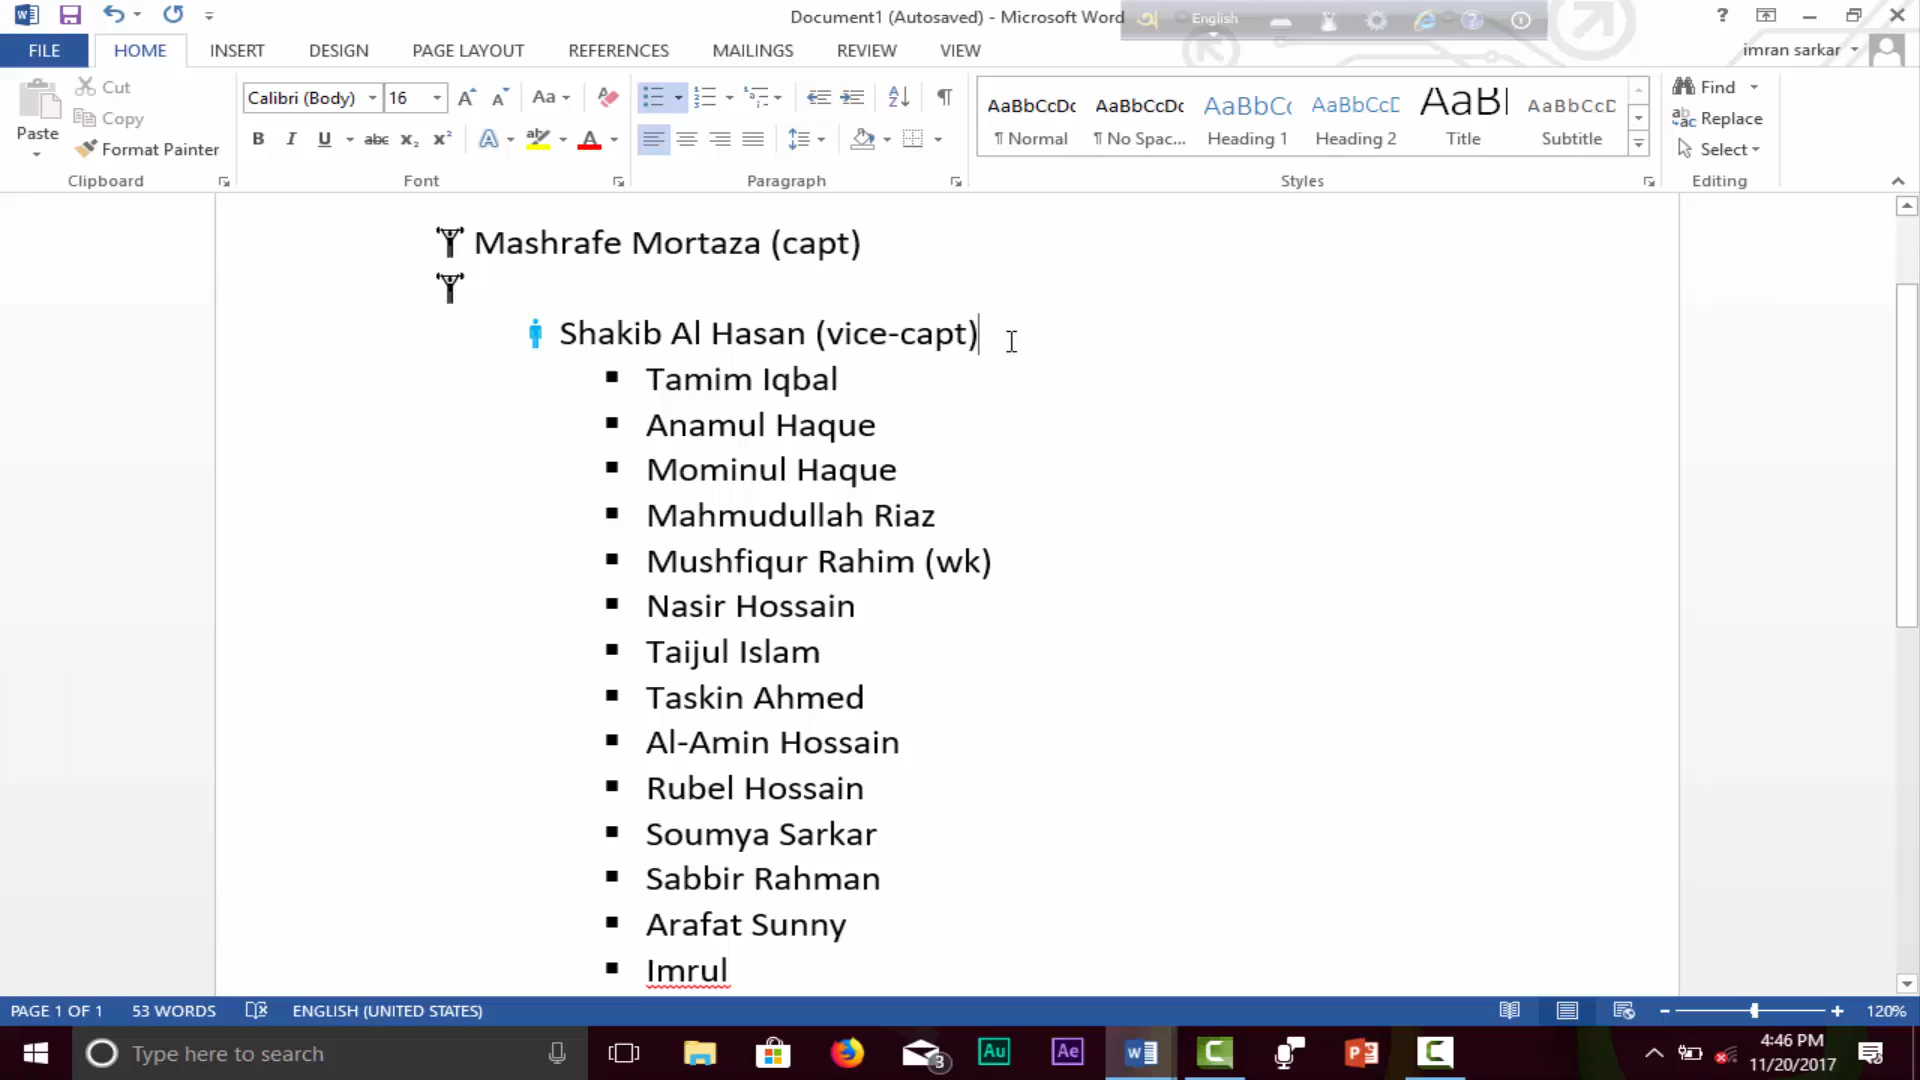 Document1 (Autosaved) - Microsoft Word
English
FILE HOME INSERT DESIGN PAGE LAYOUT REFERENCES MAILINGS REVIEW VIEW
imran sarkar
Paste
Cut
Copy
Format Painter
Clipboard
Calibri (Body) 16
Font
Paragraph
AaBbCcDc AaBbCcDc AaBbCc AaBbCcD AaBl AaBbCcD
¶ Normal ¶ No Spac... Heading 1 Heading 2 Title Subtitle
Styles
Find
Replace
Select
Editing
Mashrafe Mortaza (capt)
Shakib Al Hasan (vice-capt)
Tamim Iqbal
Anamul Haque
Mominul Haque
Mahmudullah Riaz
Mushfiqur Rahim (wk)
Nasir Hossain
Taijul Islam
Taskin Ahmed
Al-Amin Hossain
Rubel Hossain
Soumya Sarkar
Sabbir Rahman
Arafat Sunny
Imrul
PAGE 1 OF 1 53 WORDS ENGLISH (UNITED STATES) 120%
Type here to search
3
Au
Ae
4:46 PM
11/20/2017